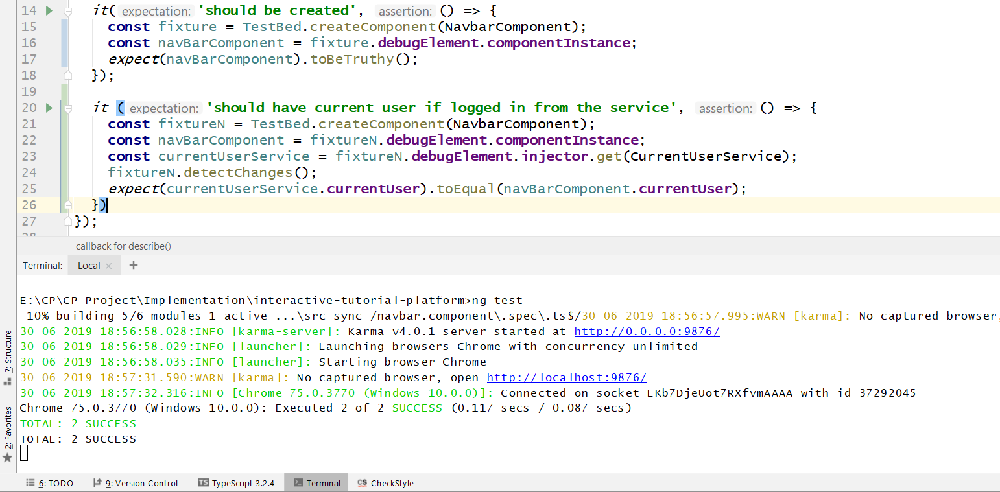 14 it( expectation: 'should be created', assertion: () => {
15 const fixture = TestBed.createComponent(NavbarComponent);
16 const navBarComponent = fixture.debugElement.componentInstance;
17 expect(navBarComponent).toBeTruthy();
18 });
19
20 it ( expectation: 'should have current user if logged in from the service', assertion: () => {
21 const fixtureN = TestBed.createComponent(NavbarComponent);
22 const navBarComponent = fixtureN.debugElement.componentInstance;
23 const currentUserService = fixtureN.debugElement.injector.get(CurrentUserService);
24 fixtureN.detectChanges();
25 expect(currentUserService.currentUser).toEqual(navBarComponent.currentUser);
26 })
27 });
28
callback for describe()
Terminal: Local × +
E:\CP\CP Project\Implementation\interactive-tutorial-platform>ng test
10% building 5/6 modules 1 active ...\src sync /navbar.component\.spec\.ts$/30 06 2019 18:56:57.995:WARN [karma]: No captured browser,
30 06 2019 18:56:58.028:INFO [karma-server]: Karma v4.0.1 server started at http://0.0.0.0:9876/
30 06 2019 18:56:58.029:INFO [launcher]: Launching browsers Chrome with concurrency unlimited
30 06 2019 18:56:58.035:INFO [launcher]: Starting browser Chrome
30 06 2019 18:57:31.590:WARN [karma]: No captured browser, open http://localhost:9876/
30 06 2019 18:57:32.316:INFO [Chrome 75.0.3770 (Windows 10.0.0)]: Connected on socket LKb7DjeUot7RXfvmAAAA with id 37292045
Chrome 75.0.3770 (Windows 10.0.0): Executed 2 of 2 SUCCESS (0.117 secs / 0.087 secs)
TOTAL: 2 SUCCESS
TOTAL: 2 SUCCESS
7: Structure
2: Favorites
6: TODO 9: Version Control TS TypeScript 3.2.4 Terminal CS CheckStyle